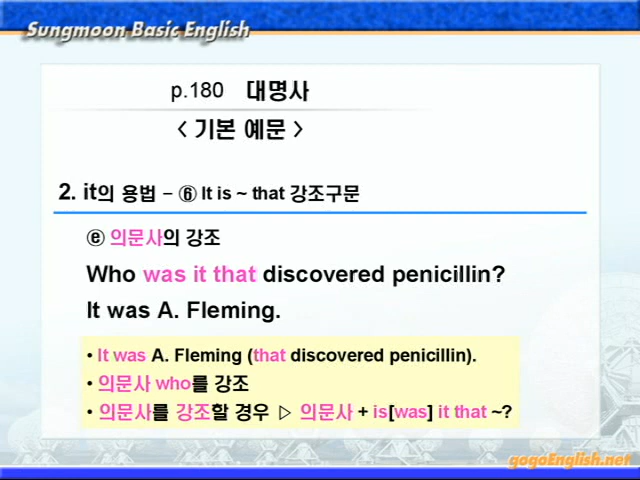 Sungmoon Basic English
p.180 대명사
< 기본 예문 >
2. it의 용법 – ⑥ It is ~ that 강조구문
ⓔ 의문사의 강조
Who was it that discovered penicillin?
It was A. Fleming.
• It was A. Fleming (that discovered penicillin).
• 의문사 who를 강조
• 의문사를 강조할 경우 ▷ 의문사 + is[was] it that ~?
gogoEnglish.net